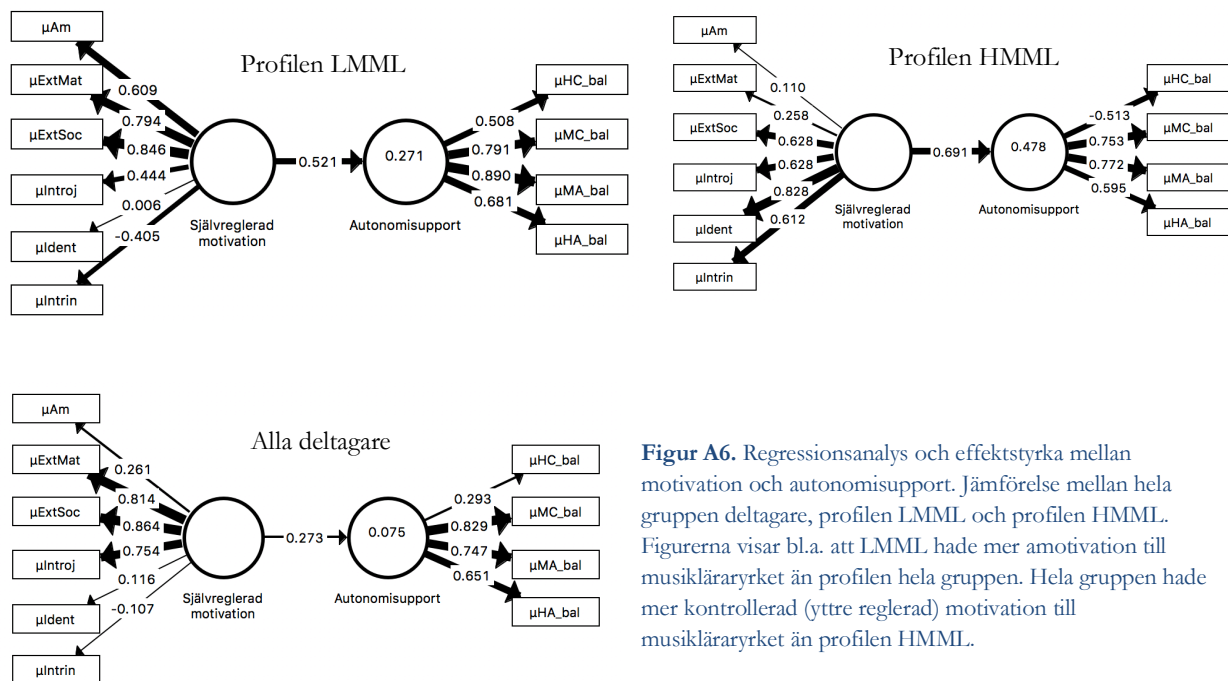 Profilen LMML
µAm
µExtMat
µExtSoc
µIntroj
µIdent
µIntrin
0.609
0.794
0.846
0.444
0.006
-0.405
Självreglerad
motivation
0.521
0.271
Autonomisupport
0.508
0.791
0.890
0.681
µHC_bal
µMC_bal
µMA_bal
µHA_bal
Profilen HMML
µAm
µExtMat
µExtSoc
µIntroj
µIdent
µIntrin
0.110
0.258
0.628
0.628
0.828
0.612
Självreglerad
motivation
0.691
0.478
Autonomisupport
-0.513
0.753
0.772
0.595
µHC_bal
µMC_bal
µMA_bal
µHA_bal
Alla deltagare
µAm
µExtMat
µExtSoc
µIntroj
µIdent
µIntrin
0.261
0.814
0.864
0.754
0.116
-0.107
Självreglerad
motivation
0.273
0.075
Autonomisupport
0.293
0.829
0.747
0.651
µHC_bal
µMC_bal
µMA_bal
µHA_bal
Figur A6. Regressionsanalys och effektstyrka mellan
motivation och autonomisupport. Jämförelse mellan hela
gruppen deltagare, profilen LMML och profilen HMML.
Figurerna visar bl.a. att LMML hade mer amotivation till
musikläraryrket än profilen hela gruppen. Hela gruppen hade
mer kontrollerad (yttre reglerad) motivation till
musikläraryrket än profilen HMML.